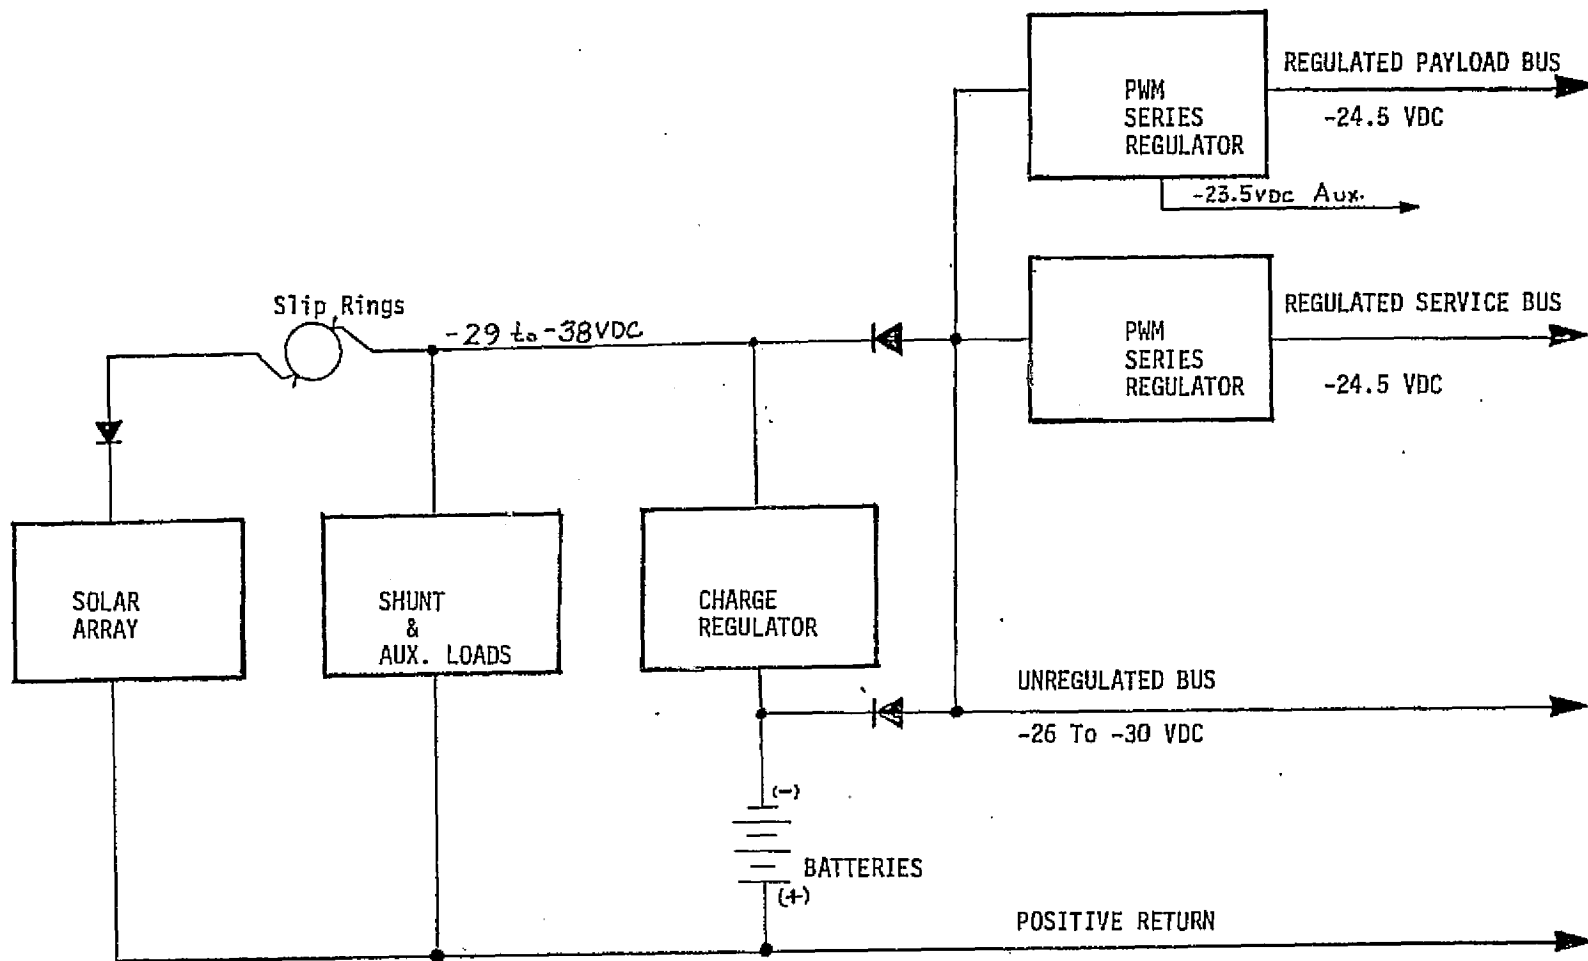 REGULATED PAYLOAD BUS
PWM
SERIES
REGULATOR
-24.5 VDC
-23.5VDC Aux.
Slip Rings
-29 to -38VDC
REGULATED SERVICE BUS
PWM
SERIES
REGULATOR
-24.5 VDC
SOLAR
ARRAY
SHUNT
&
AUX. LOADS
CHARGE
REGULATOR
UNREGULATED BUS
-26 To -30 VDC
(-)
BATTERIES
(+)
POSITIVE RETURN